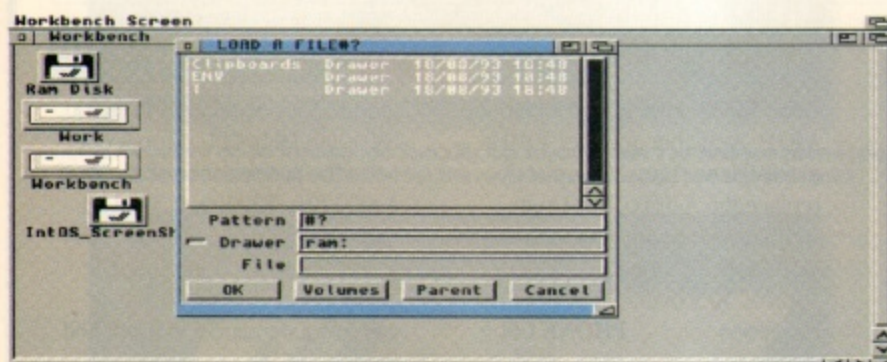 Workbench Screen
Workbench
LOAD A FILE#?
Clipboards Drawer 18/08/93 18:48
ENV Drawer 18/08/93 18:48
T Drawer 18/08/93 18:48
Ram Disk
Work
Workbench
IntOS_ScreenSh
Pattern #?
Drawer ram:
File
OK Volumes Parent Cancel